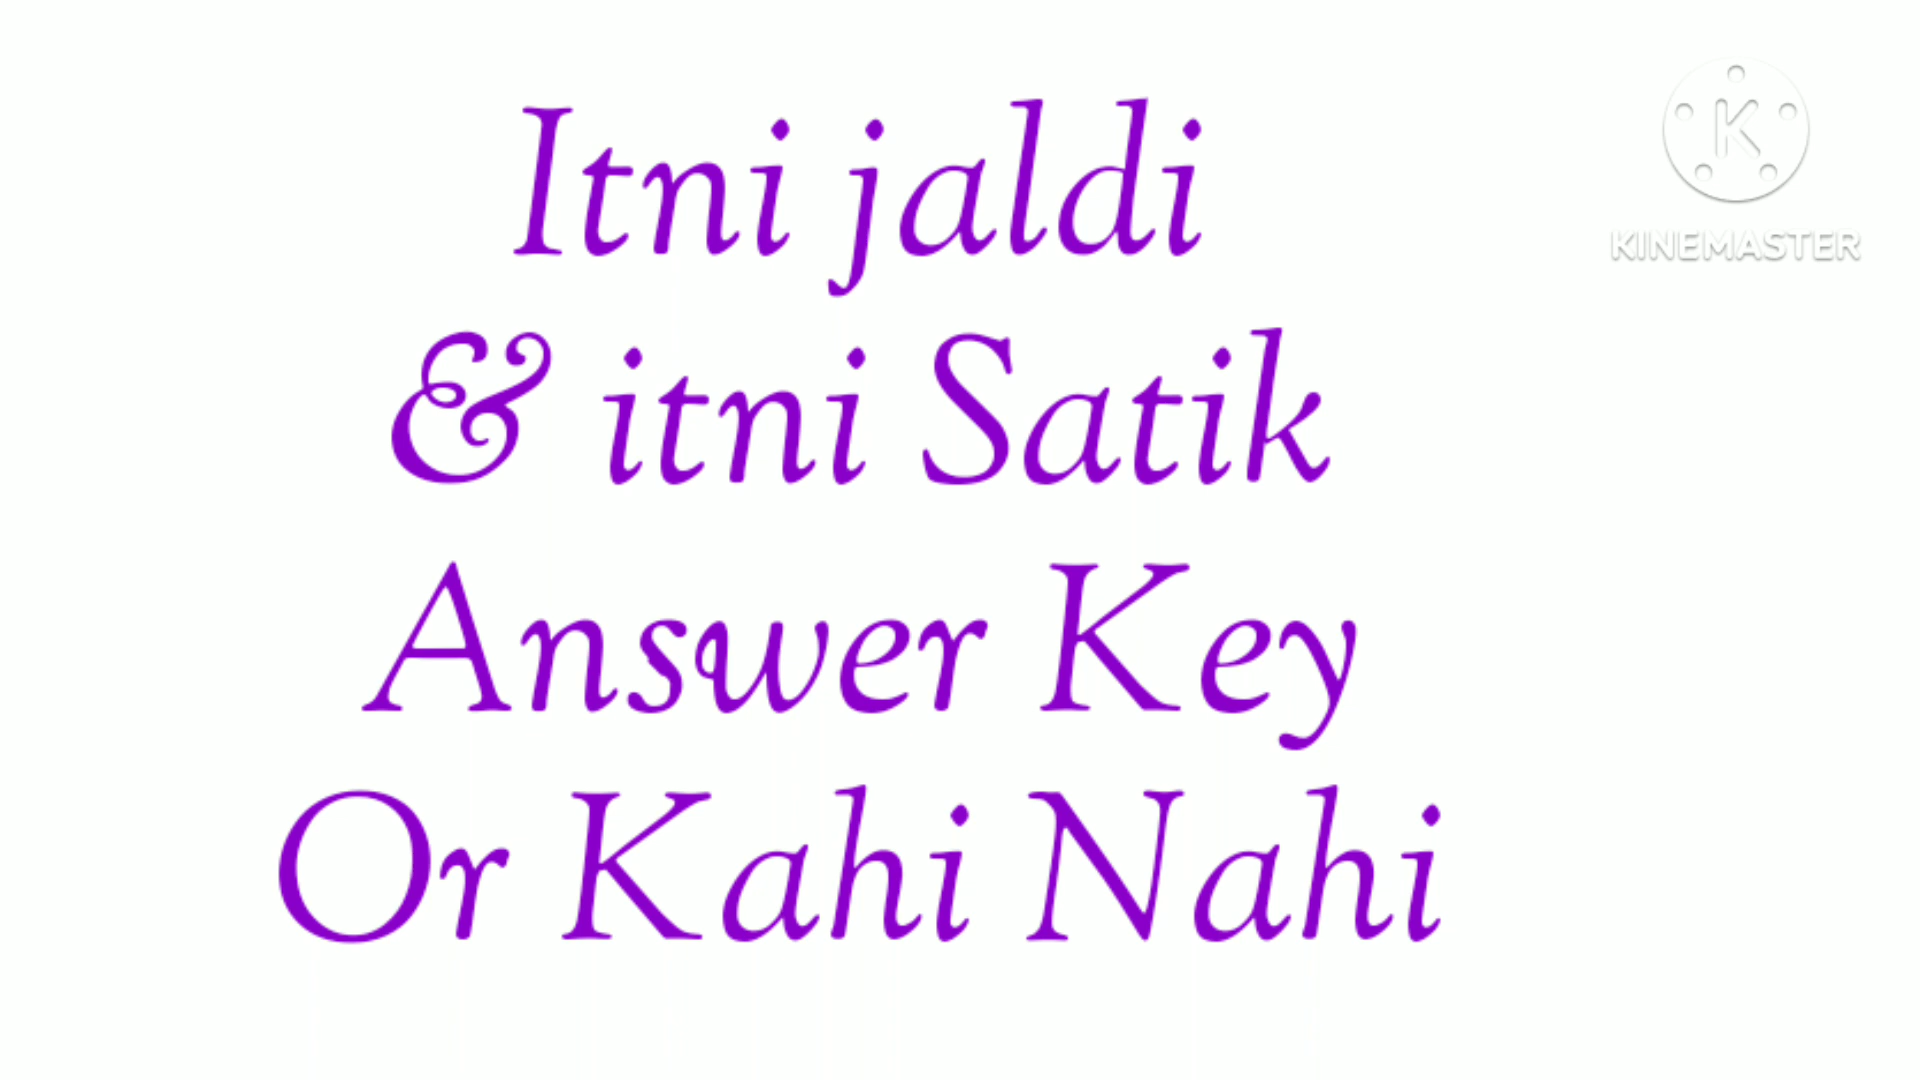 Itni jaldi
& itni Satik
Answer Key
Or Kahi Nahi
K
KINEMASTER